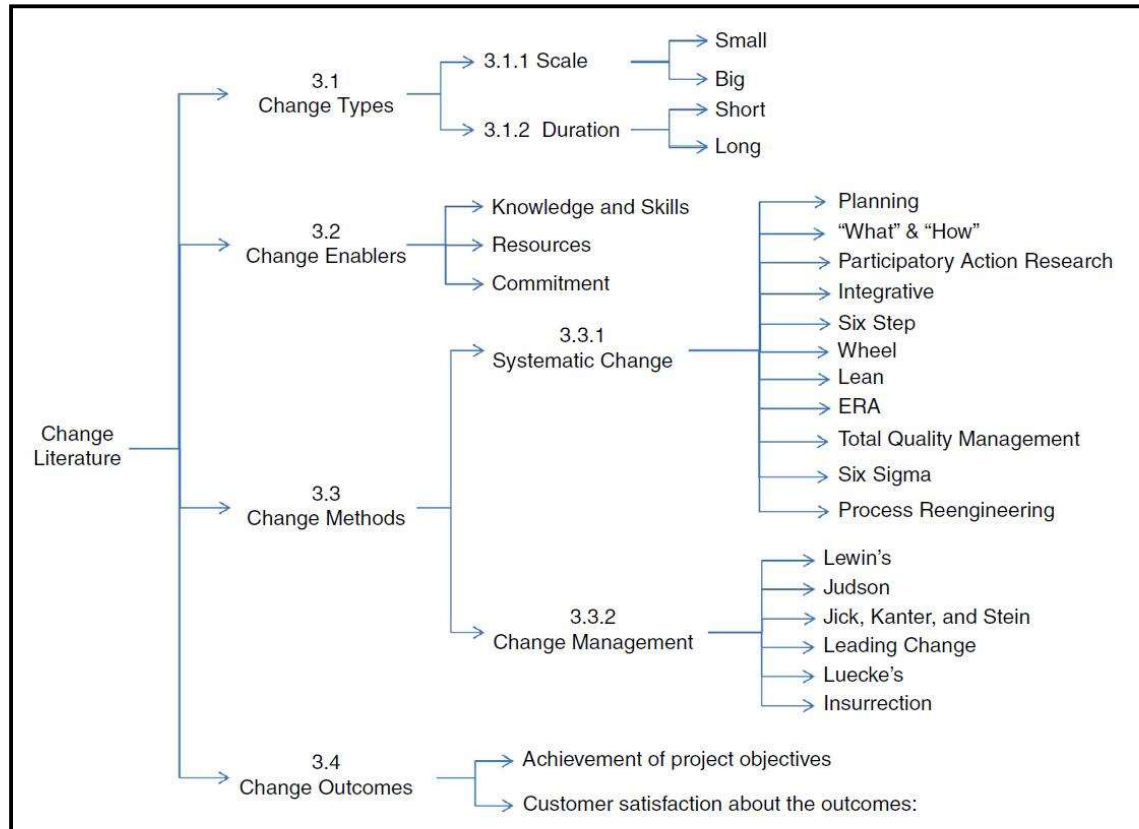 Change
Literature
3.1
Change Types
3.1.1 Scale
Small
Big
3.1.2 Duration
Short
Long
3.2
Change Enablers
Knowledge and Skills
Resources
Commitment
3.3
Change Methods
3.3.1
Systematic Change
Planning
“What” & “How”
Participatory Action Research
Integrative
Six Step
Wheel
Lean
ERA
Total Quality Management
Six Sigma
Process Reengineering
3.3.2
Change Management
Lewin’s
Judson
Jick, Kanter, and Stein
Leading Change
Luecke’s
Insurrection
3.4
Change Outcomes
Achievement of project objectives
Customer satisfaction about the outcomes: